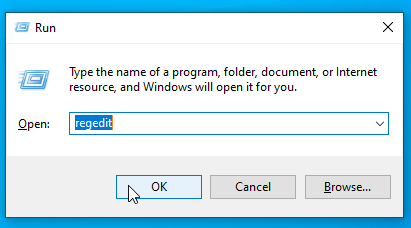 Run
Type the name of a program, folder, document, or Internet
resource, and Windows will open it for you.
Open: regedit
OK Cancel Browse...